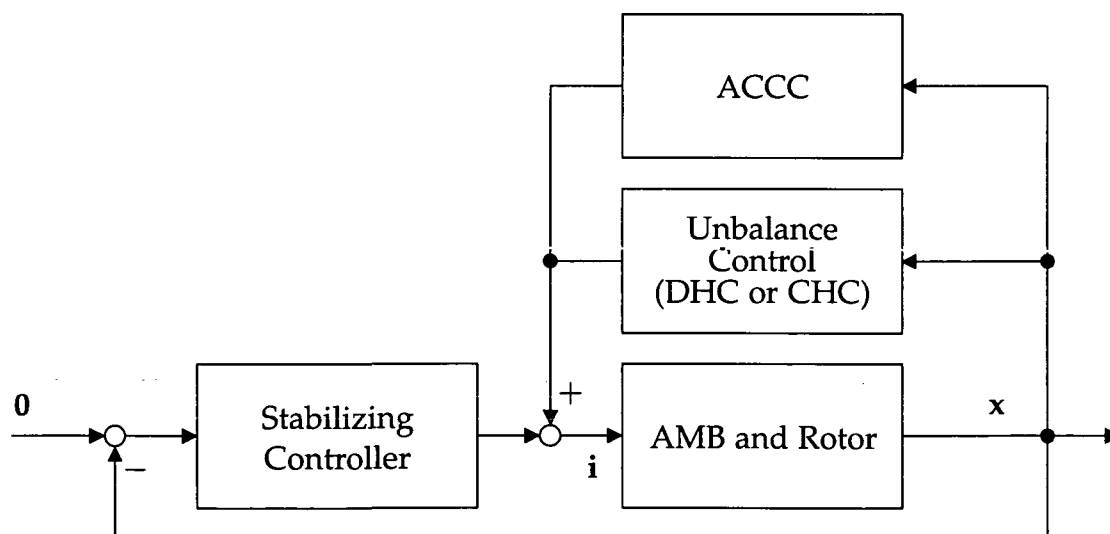 ACCC
Unbalance
Control
(DHC or CHC)
+
0
Stabilizing
Controller
AMB and Rotor
x
−
i